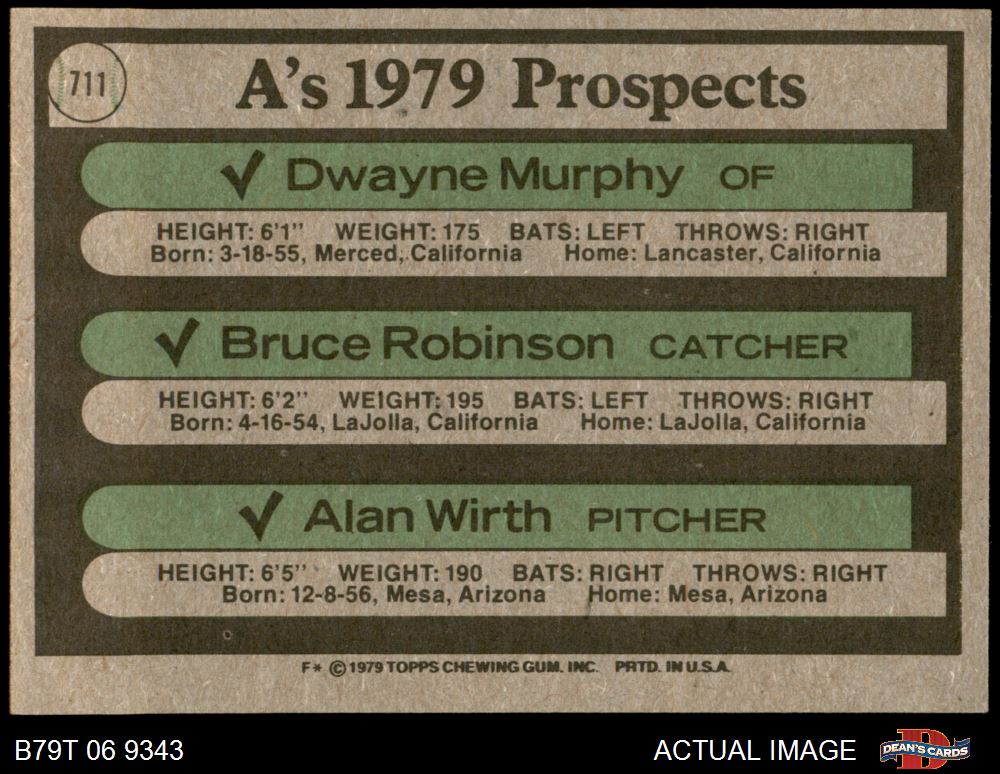 711
A's 1979 Prospects
✓ Dwayne Murphy OF
HEIGHT: 6'1" WEIGHT: 175 BATS: LEFT THROWS: RIGHT
Born: 3-18-55, Merced, California Home: Lancaster, California
✓ Bruce Robinson CATCHER
HEIGHT: 6'2" WEIGHT: 195 BATS: LEFT THROWS: RIGHT
Born: 4-16-54, LaJolla, California Home: LaJolla, California
✓ Alan Wirth PITCHER
HEIGHT: 6'5" WEIGHT: 190 BATS: RIGHT THROWS: RIGHT
Born: 12-8-56, Mesa, Arizona Home: Mesa, Arizona
F* © 1979 TOPPS CHEWING GUM. INC. PRTD. IN U.S.A.
B79T 06 9343 ACTUAL IMAGE DEAN'S CARDS